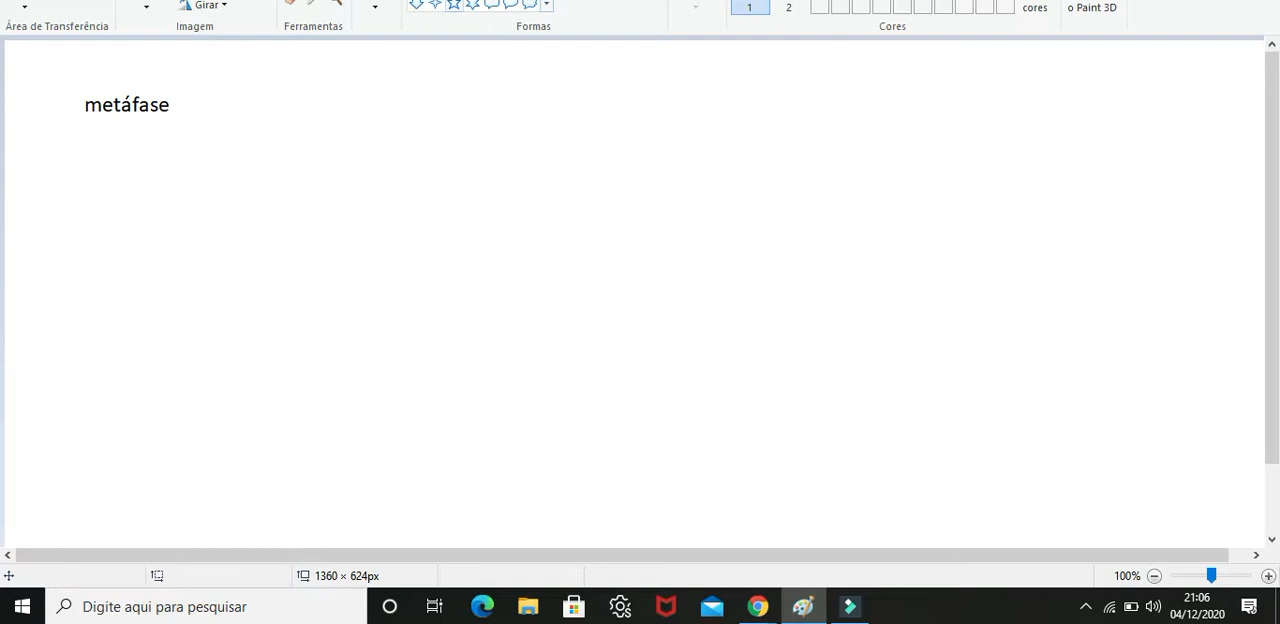 Girar
1
2
cores
o Paint 3D
Área de Transferência
Imagem
Ferramentas
Formas
Cores
metáfase
1360 × 624px
100%
Digite aqui para pesquisar
21:06
04/12/2020